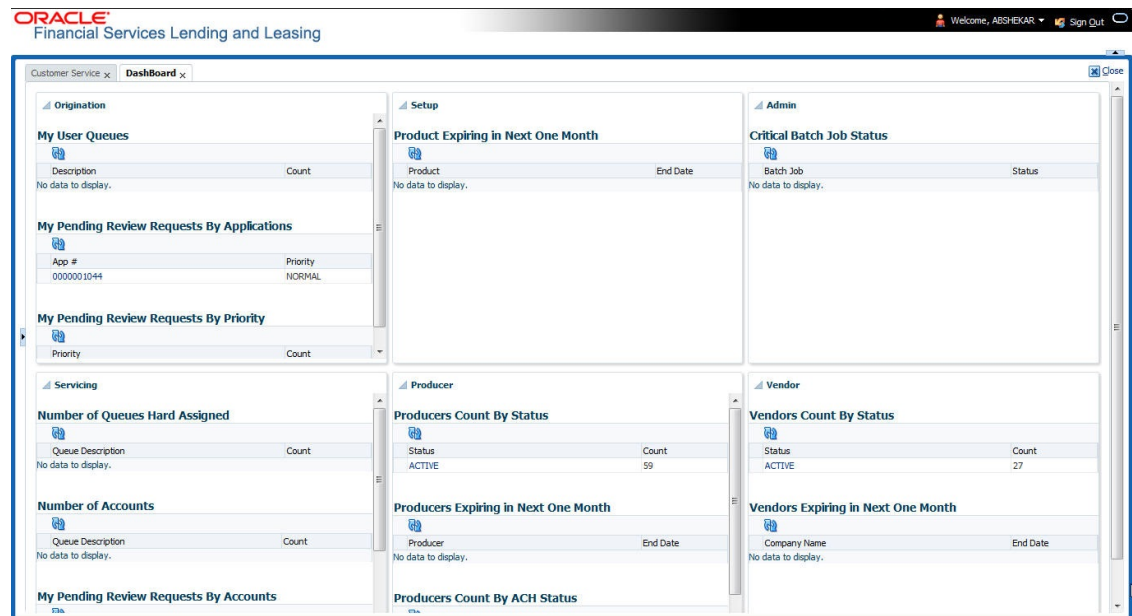 ORACLE
Financial Services Lending and Leasing
Welcome, ABSHEKAR
Sign Out
Customer Service
DashBoard
Close
Origination
My User Queues
Description Count
No data to display.
My Pending Review Requests By Applications
App # Priority
0000001044 NORMAL
My Pending Review Requests By Priority
Priority Count
Setup
Product Expiring in Next One Month
Product End Date
No data to display.
Admin
Critical Batch Job Status
Batch Job Status
No data to display.
Servicing
Number of Queues Hard Assigned
Queue Description Count
No data to display.
Number of Accounts
Queue Description Count
No data to display.
My Pending Review Requests By Accounts
Producer
Producers Count By Status
Status Count
ACTIVE 59
Producers Expiring in Next One Month
Producer End Date
No data to display.
Producers Count By ACH Status
Vendor
Vendors Count By Status
Status Count
ACTIVE 27
Vendors Expiring in Next One Month
Company Name End Date
No data to display.